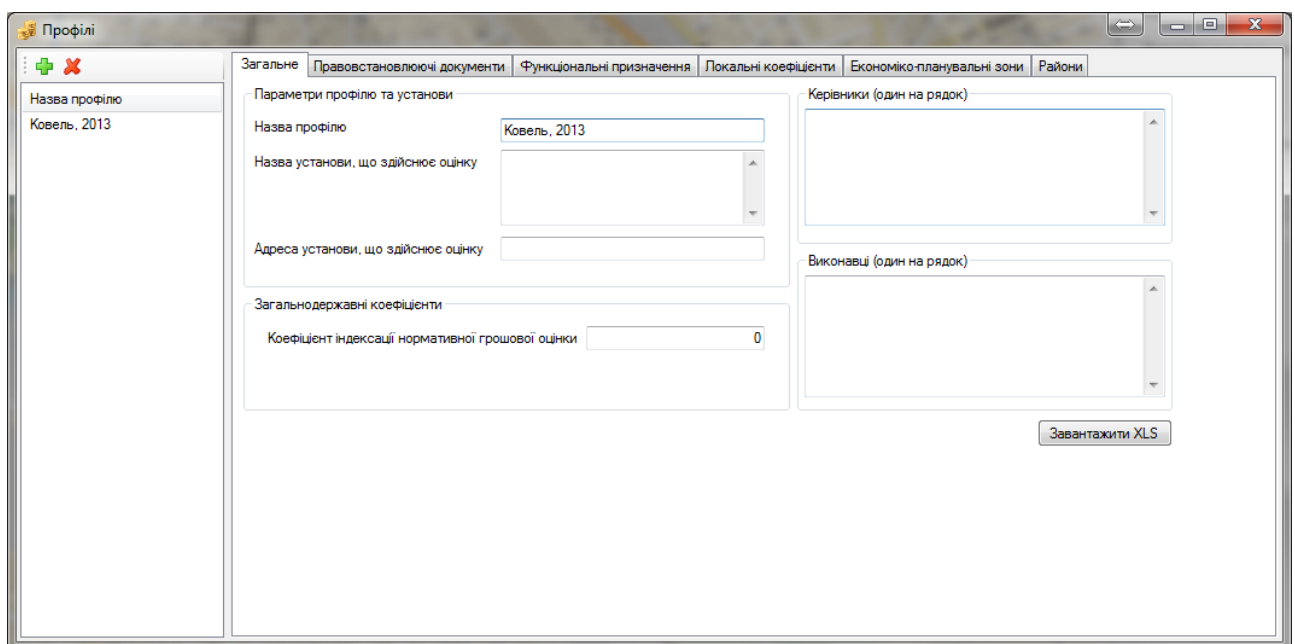 Профілі
Назва профілю
Ковель, 2013
Загальне Правовстановлюючі документи Функціональні призначення Локальні коефіцієнти Економіко-планувальні зони Райони
Параметри профілю та установи
Назва профілю Ковель, 2013
Назва установи, що здійснює оцінку
Адреса установи, що здійснює оцінку
Загальнодержавні коефіцієнти
Коефіцієнт індексації нормативної грошової оцінки 0
Керівники (один на рядок)
Виконавці (один на рядок)
Завантажити XLS